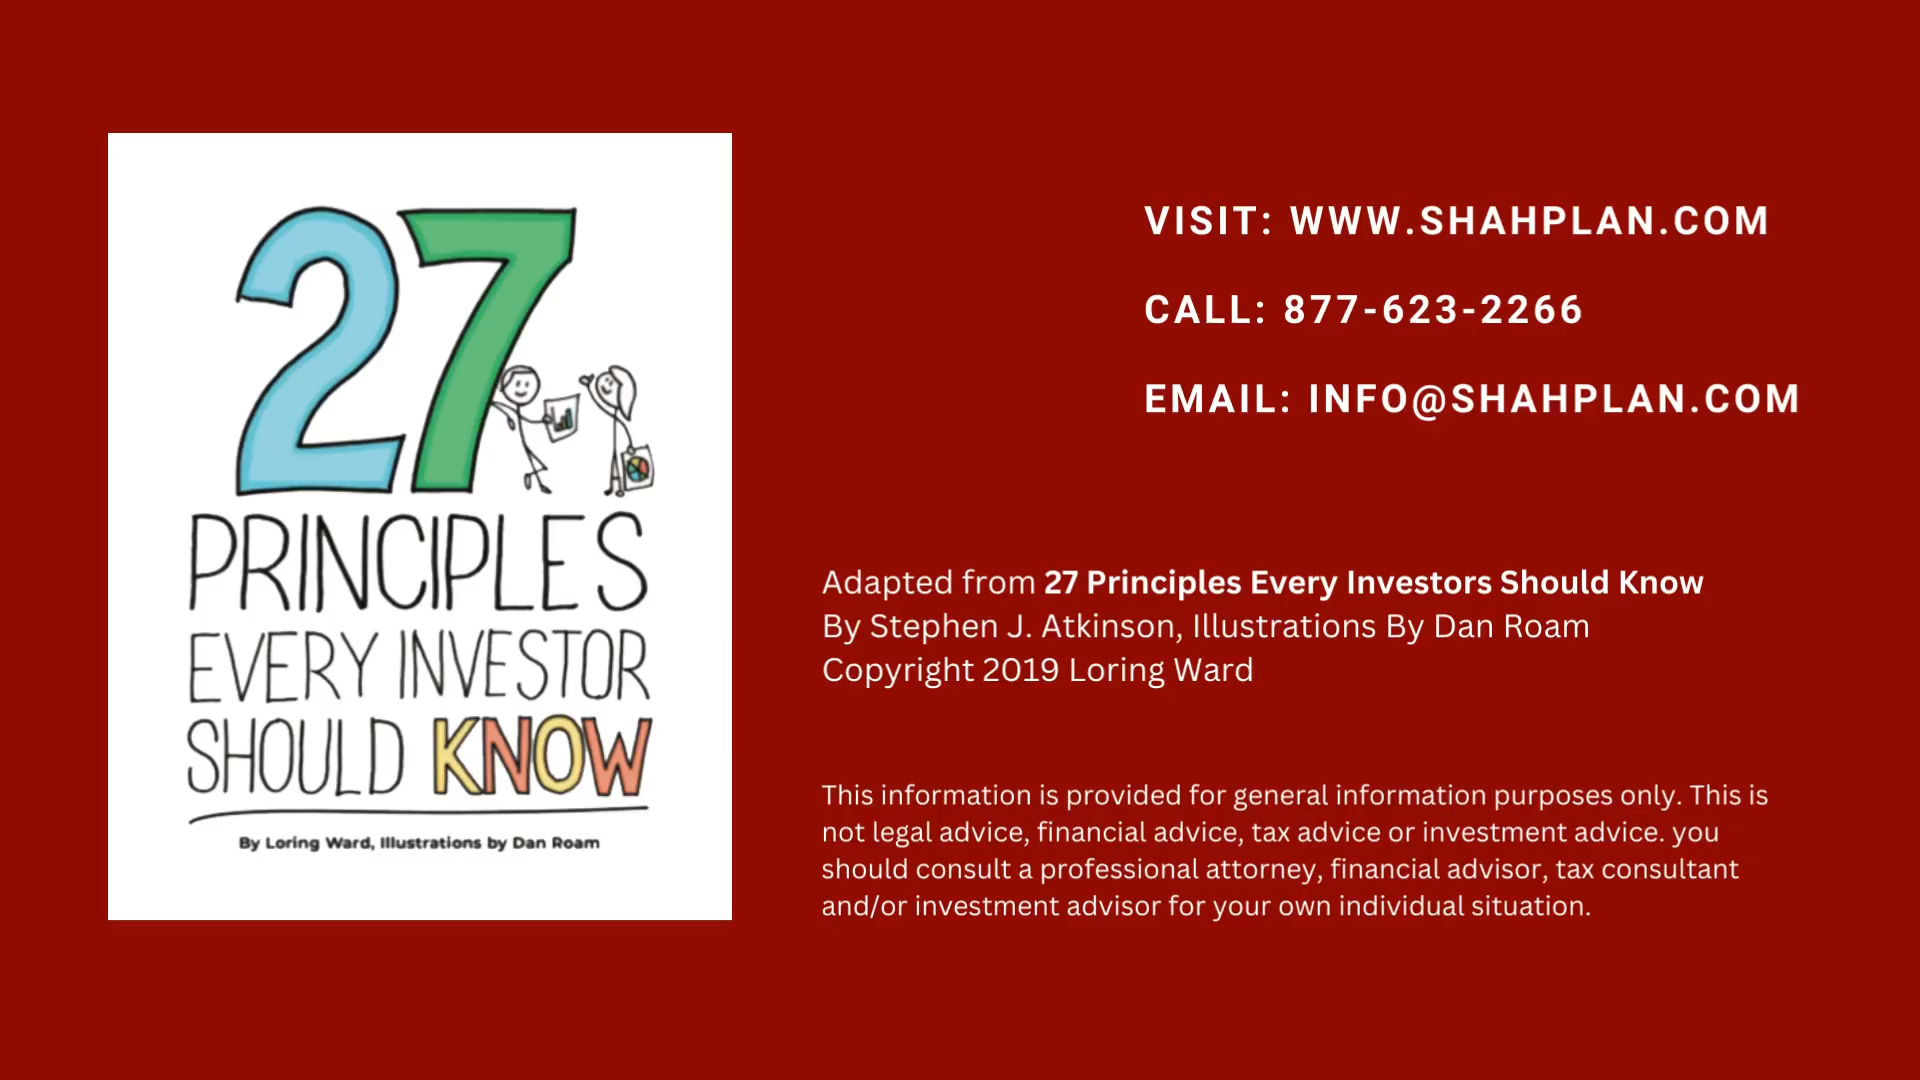 27
PRINCIPLES
EVERY INVESTOR
SHOULD KNOW
By Loring Ward, Illustrations by Dan Roam
VISIT: WWW.SHAHPLAN.COM
CALL: 877-623-2266
EMAIL: INFO@SHAHPLAN.COM
Adapted from 27 Principles Every Investors Should Know
By Stephen J. Atkinson, Illustrations By Dan Roam
Copyright 2019 Loring Ward
This information is provided for general information purposes only. This is
not legal advice, financial advice, tax advice or investment advice. you
should consult a professional attorney, financial advisor, tax consultant
and/or investment advisor for your own individual situation.